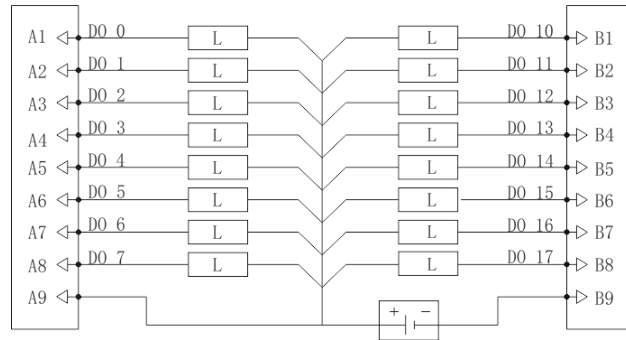 A1 DO 0 L L DO 10 B1
A2 DO 1 L L DO 11 B2
A3 DO 2 L L DO 12 B3
A4 DO 3 L L DO 13 B4
A5 DO 4 L L DO 14 B5
A6 DO 5 L L DO 15 B6
A7 DO 6 L L DO 16 B7
A8 DO 7 L L DO 17 B8
A9 B9
+ −